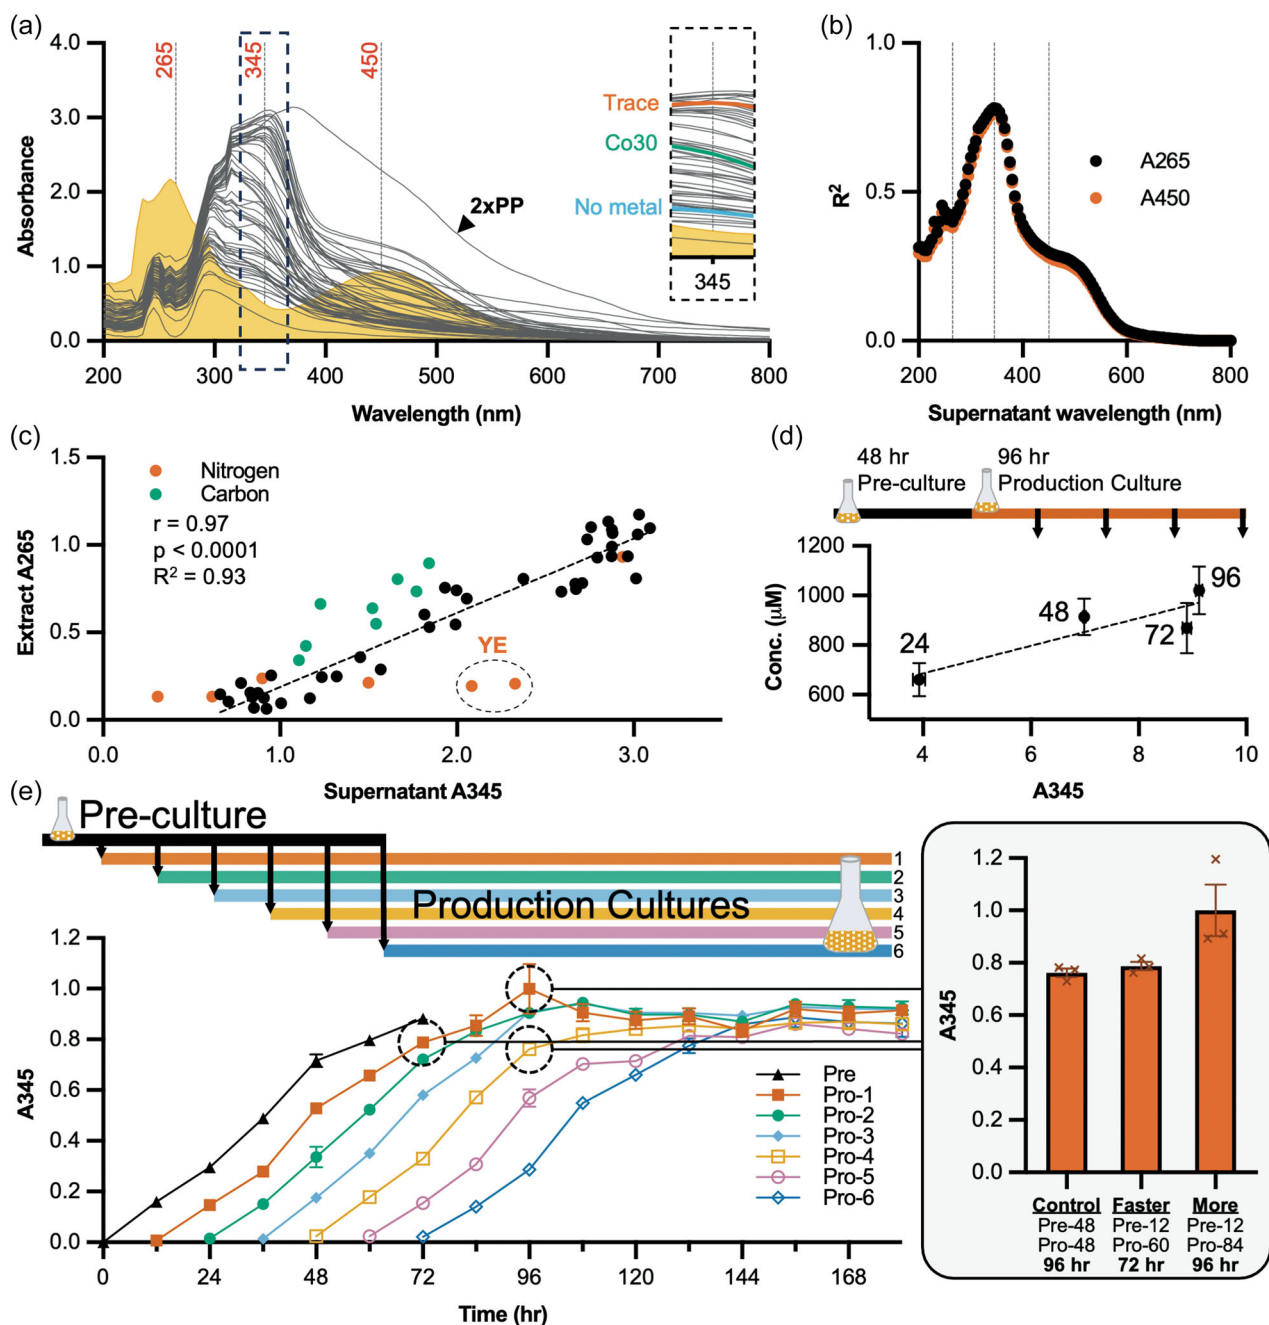 (a)
4.0
3.0
2.0
1.0
0.0
Absorbance
265
345
450
2xPP
Trace
Co30
No metal
345
200
300
400
500
600
700
800
Wavelength (nm)
(b)
1.0
0.5
0.0
R²
A265
A450
200
400
600
800
Supernatant wavelength (nm)
(c)
1.5
1.0
0.5
0.0
Extract A265
Nitrogen
Carbon
r = 0.97
p < 0.0001
R² = 0.93
YE
0.0
1.0
2.0
3.0
Supernatant A345
(d)
48 hr
Pre-culture
96 hr
Production Culture
1200
1000
800
600
Conc. (μM)
24
48
72
96
4
6
8
10
A345
(e)
Pre-culture
Production Cultures
1
2
3
4
5
6
1.2
1.0
0.8
0.6
0.4
0.2
0.0
A345
Pre
Pro-1
Pro-2
Pro-3
Pro-4
Pro-5
Pro-6
0
24
48
72
96
120
144
168
Time (hr)
1.2
1.0
0.8
0.6
0.4
0.2
0.0
A345
Control
Pre-48
Pro-48
96 hr
Faster
Pre-12
Pro-60
72 hr
More
Pre-12
Pro-84
96 hr